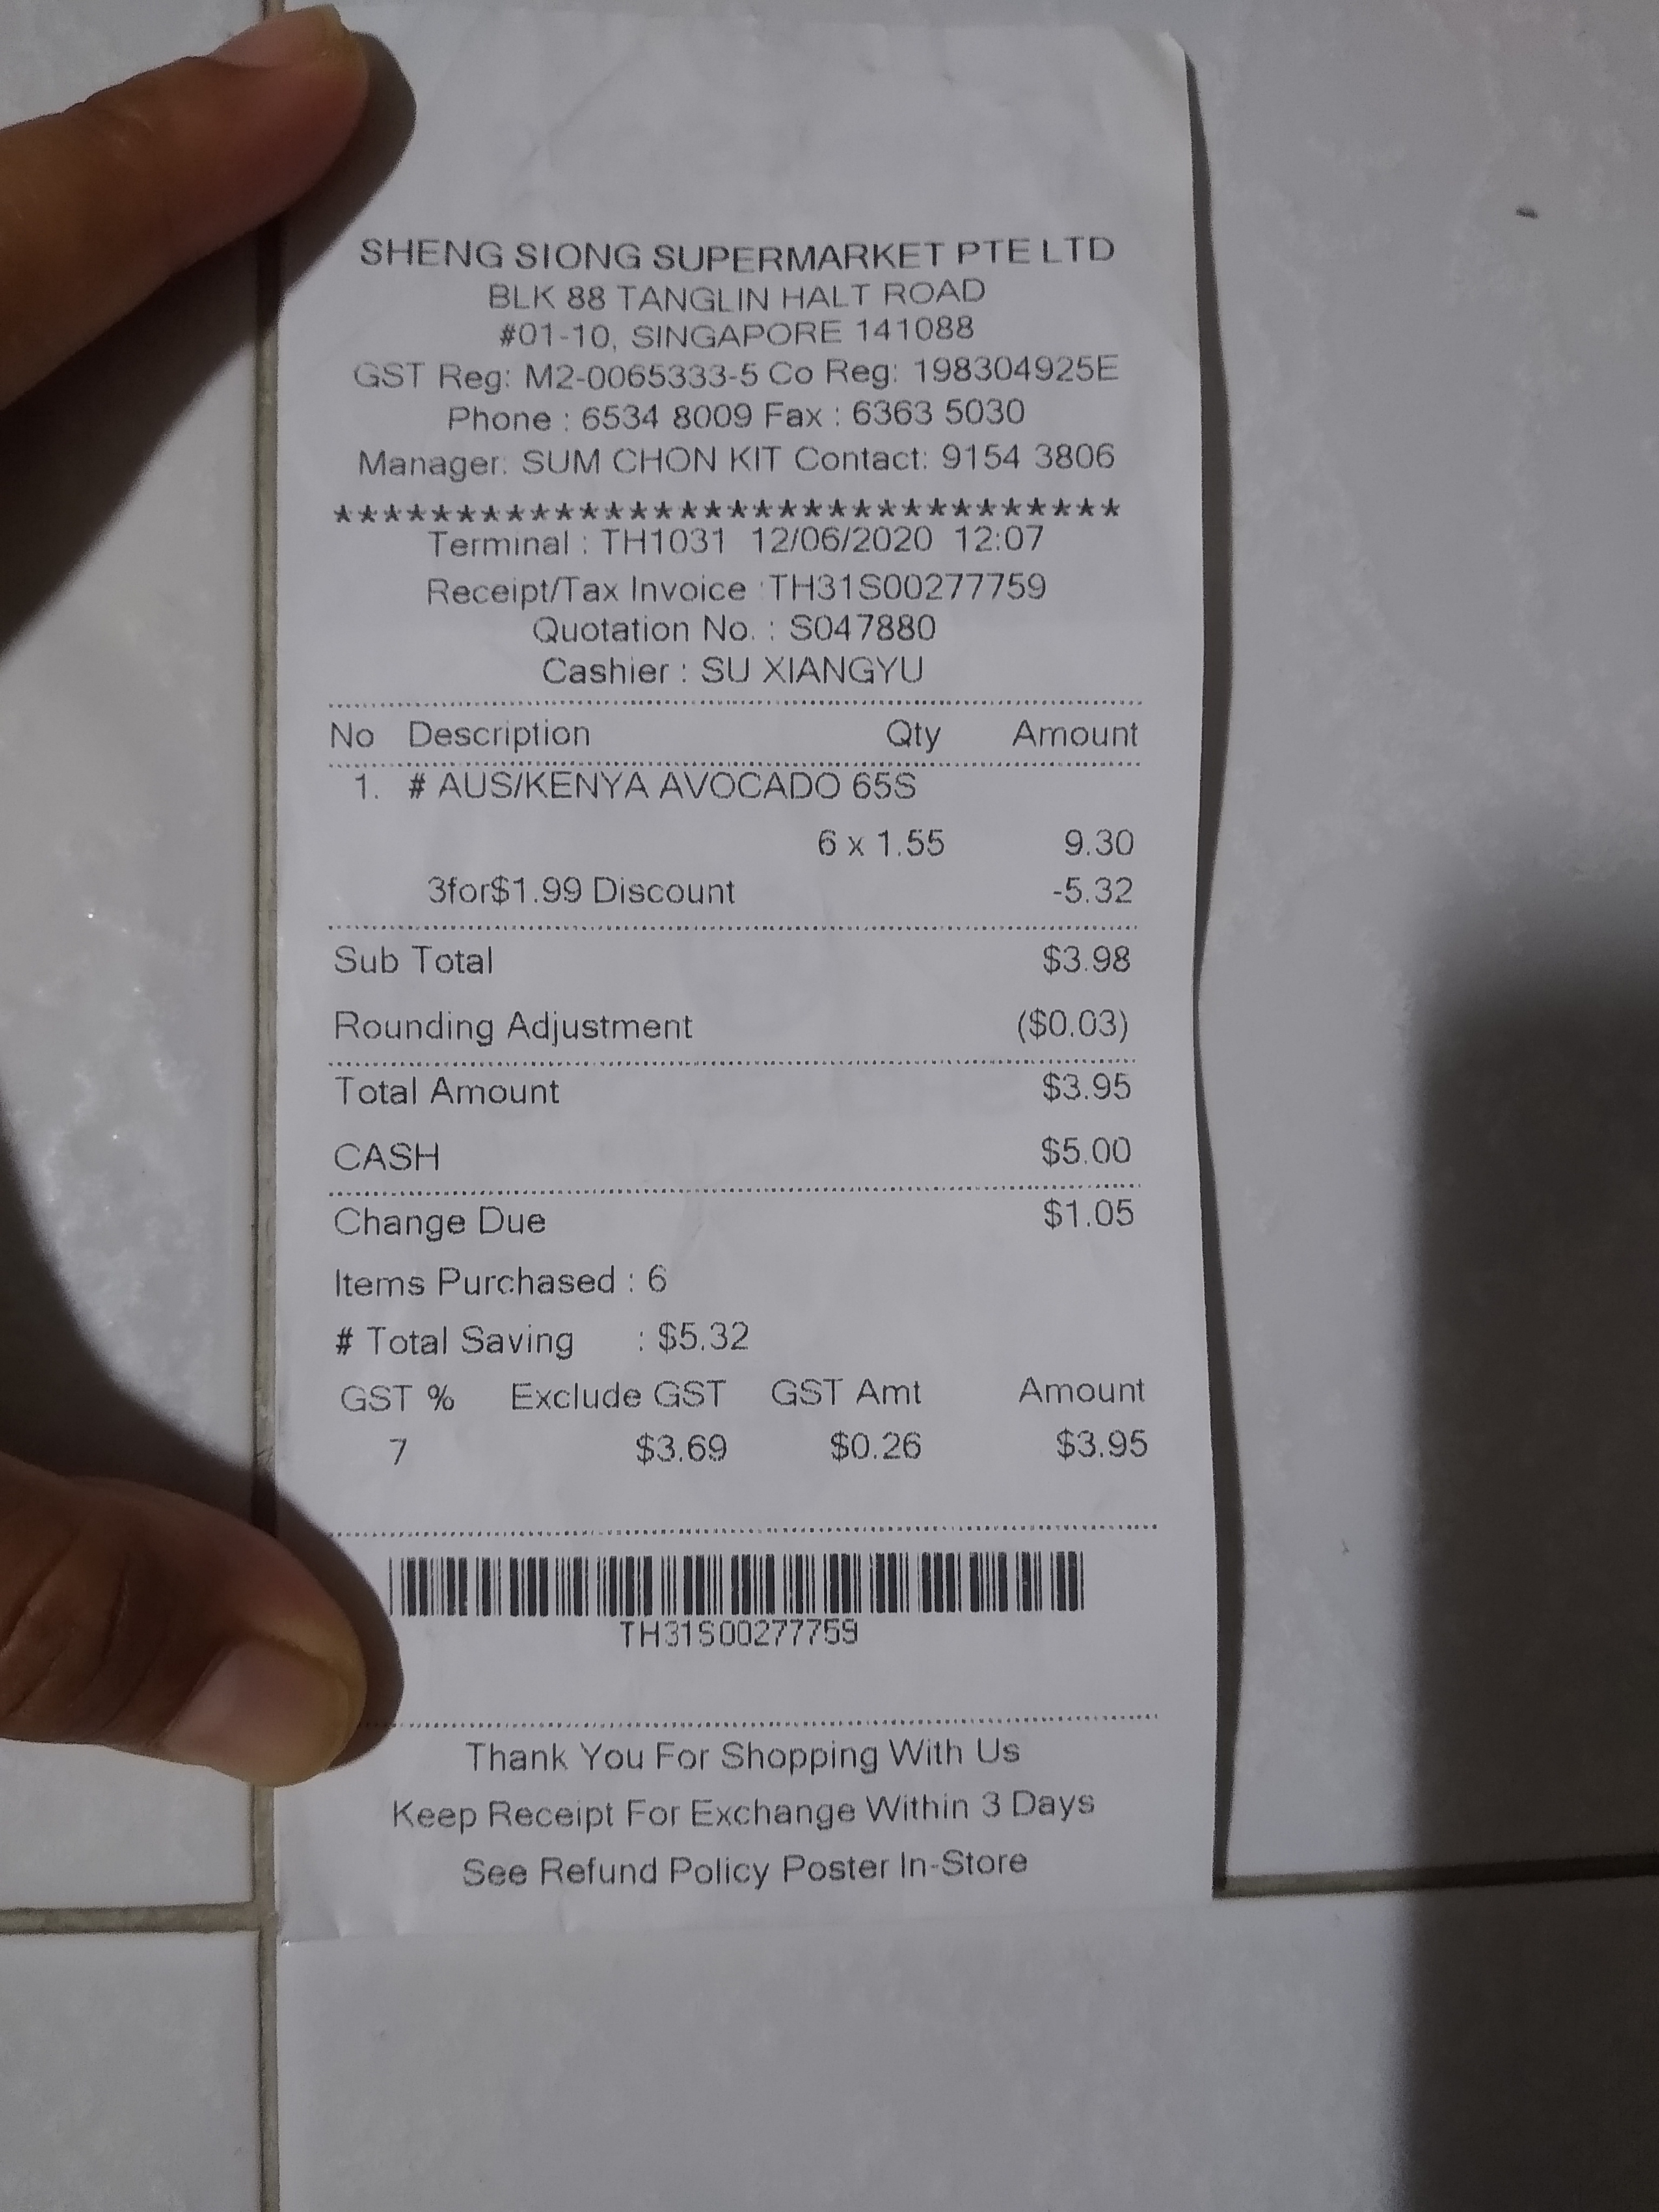 SHENG SIONG SUPERMARKET PTE LTD
BLK 88 TANGLIN HALT ROAD
#01-10, SINGAPORE 141088
GST Reg: M2-0065333-5 Co Reg: 198304925E
Phone : 6534 8009 Fax : 6363 5030
Manager: SUM CHON KIT Contact: 9154 3806
********************************
Terminal : TH1031 12/06/2020 12:07
Receipt/Tax Invoice :TH31S00277759
Quotation No. : S047880
Cashier : SU XIANGYU
No Description Qty Amount
1. # AUS/KENYA AVOCADO 65S
6 x 1.55 9.30
3for$1.99 Discount -5.32
Sub Total $3.98
Rounding Adjustment ($0.03)
Total Amount $3.95
CASH $5.00
Change Due $1.05
Items Purchased : 6
# Total Saving : $5.32
GST % Exclude GST GST Amt Amount
7 $3.69 $0.26 $3.95
TH31S00277759
Thank You For Shopping With Us
Keep Receipt For Exchange Within 3 Days
See Refund Policy Poster In-Store